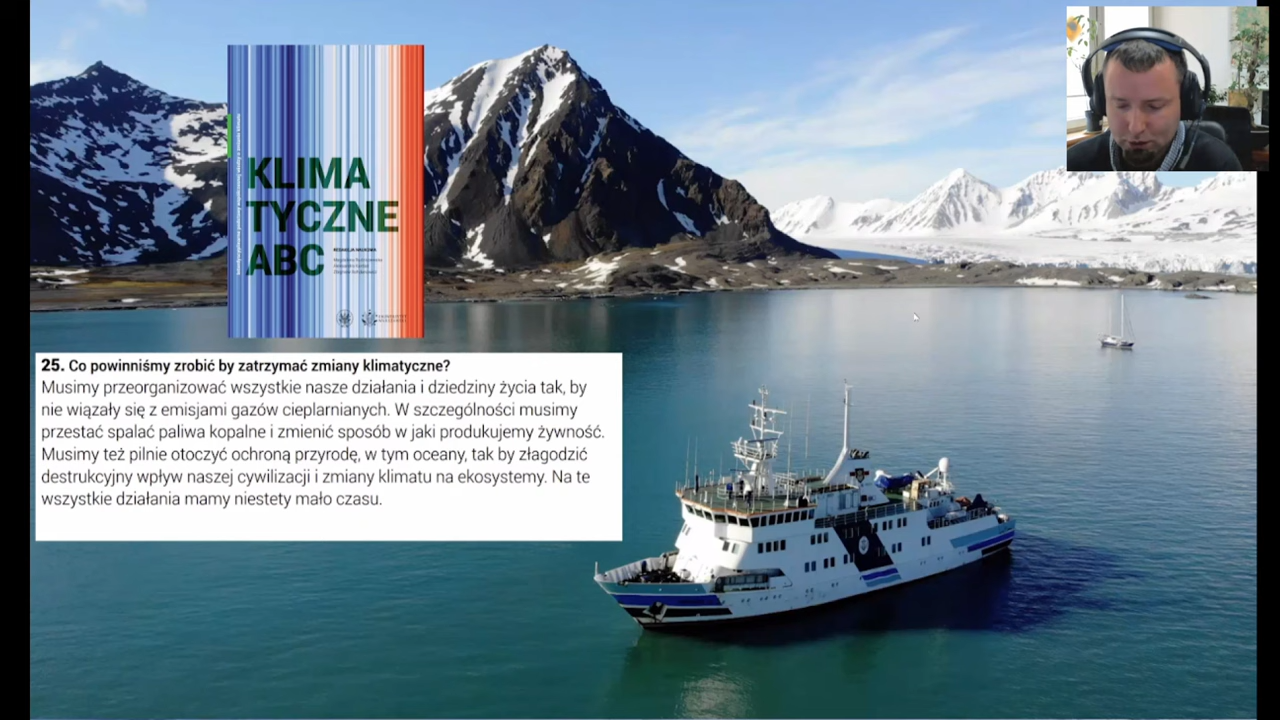 KLIMA
TYCZNE
ABC
REDAKCJA NAUKOWA
25. Co powinniśmy zrobić by zatrzymać zmiany klimatyczne?
Musimy przeorganizować wszystkie nasze działania i dziedziny życia tak, by
nie wiązały się z emisjami gazów cieplarnianych. W szczególności musimy
przestać spalać paliwa kopalne i zmienić sposób w jaki produkujemy żywność.
Musimy też pilnie otoczyć ochroną przyrodę, w tym oceany, tak by złagodzić
destrukcyjny wpływ naszej cywilizacji i zmiany klimatu na ekosystemy. Na te
wszystkie działania mamy niestety mało czasu.